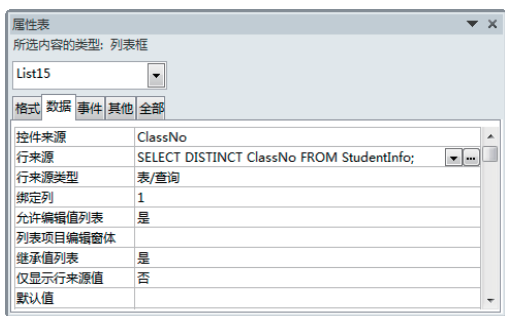 属性表
所选内容的类型: 列表框
List15
格式 数据 事件 其他 全部
控件来源 ClassNo
行来源 SELECT DISTINCT ClassNo FROM StudentInfo;
行来源类型 表/查询
绑定列 1
允许编辑值列表 是
列表项目编辑窗体
继承值列表 是
仅显示行来源值 否
默认值